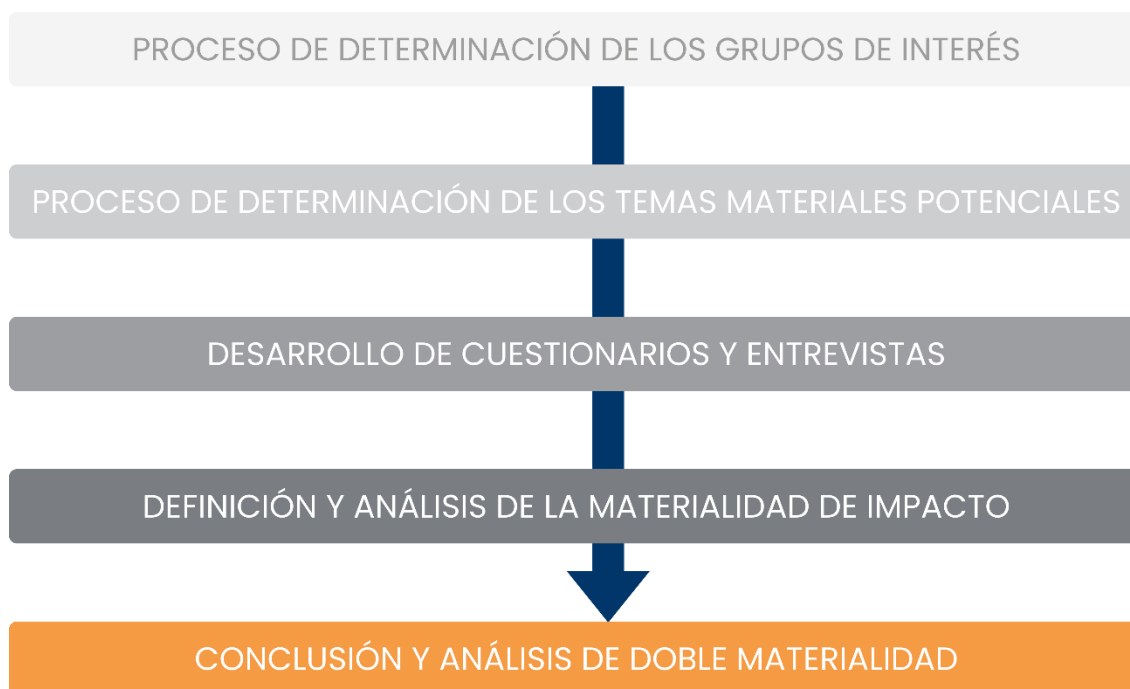 PROCESO DE DETERMINACIÓN DE LOS GRUPOS DE INTERÉS
PROCESO DE DETERMINACIÓN DE LOS TEMAS MATERIALES POTENCIALES
DESARROLLO DE CUESTIONARIOS Y ENTREVISTAS
DEFINICIÓN Y ANÁLISIS DE LA MATERIALIDAD DE IMPACTO
CONCLUSIÓN Y ANÁLISIS DE DOBLE MATERIALIDAD